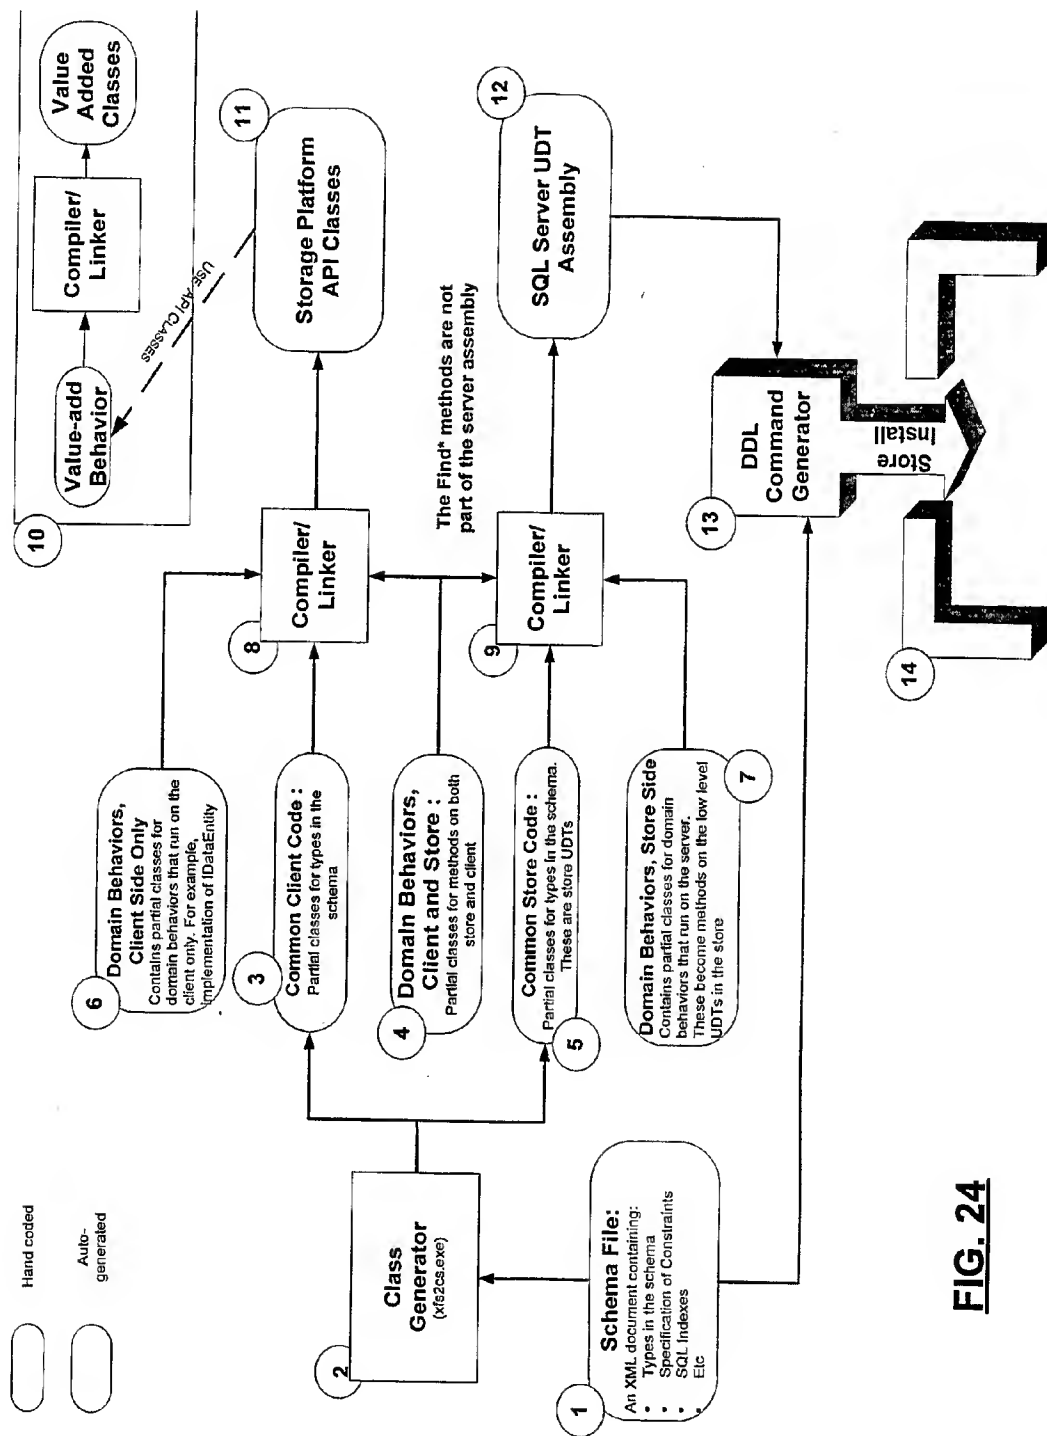 Hand coded
Auto-
generated
1
Schema File:
An XML document containing:
• Types in the schema
• Specification of Constraints
• SQL Indexes
• Etc
2
Class
Generator
(xfs2cs.exe)
6
Domain Behaviors,
Client Side Only
Contains partial classes for
domain behaviors that run on the
client only. For example,
implementation of IDataEntity
3
Common Client Code :
Partial classes for types in the
schema
4
Domain Behaviors,
Client and Store :
Partial classes for methods on both
store and client
5
Common Store Code :
Partial classes for types In the schema.
These are store UDTs
7
Domain Behaviors, Store Side
Contains partial classes for domain
behaviors that run on the server.
These become methods on the low level
UDTs in the store
8
Compiler/
Linker
9
Compiler/
Linker
The Find* methods are not
part of the server assembly
10
Value-add
Behavior
Compiler/
Linker
Value
Added
Classes
USE API CLASSES
11
Storage Platform
API Classes
12
SQL Server UDT
Assembly
13
DDL
Command
Generator
Store
Install
14
FIG. 24